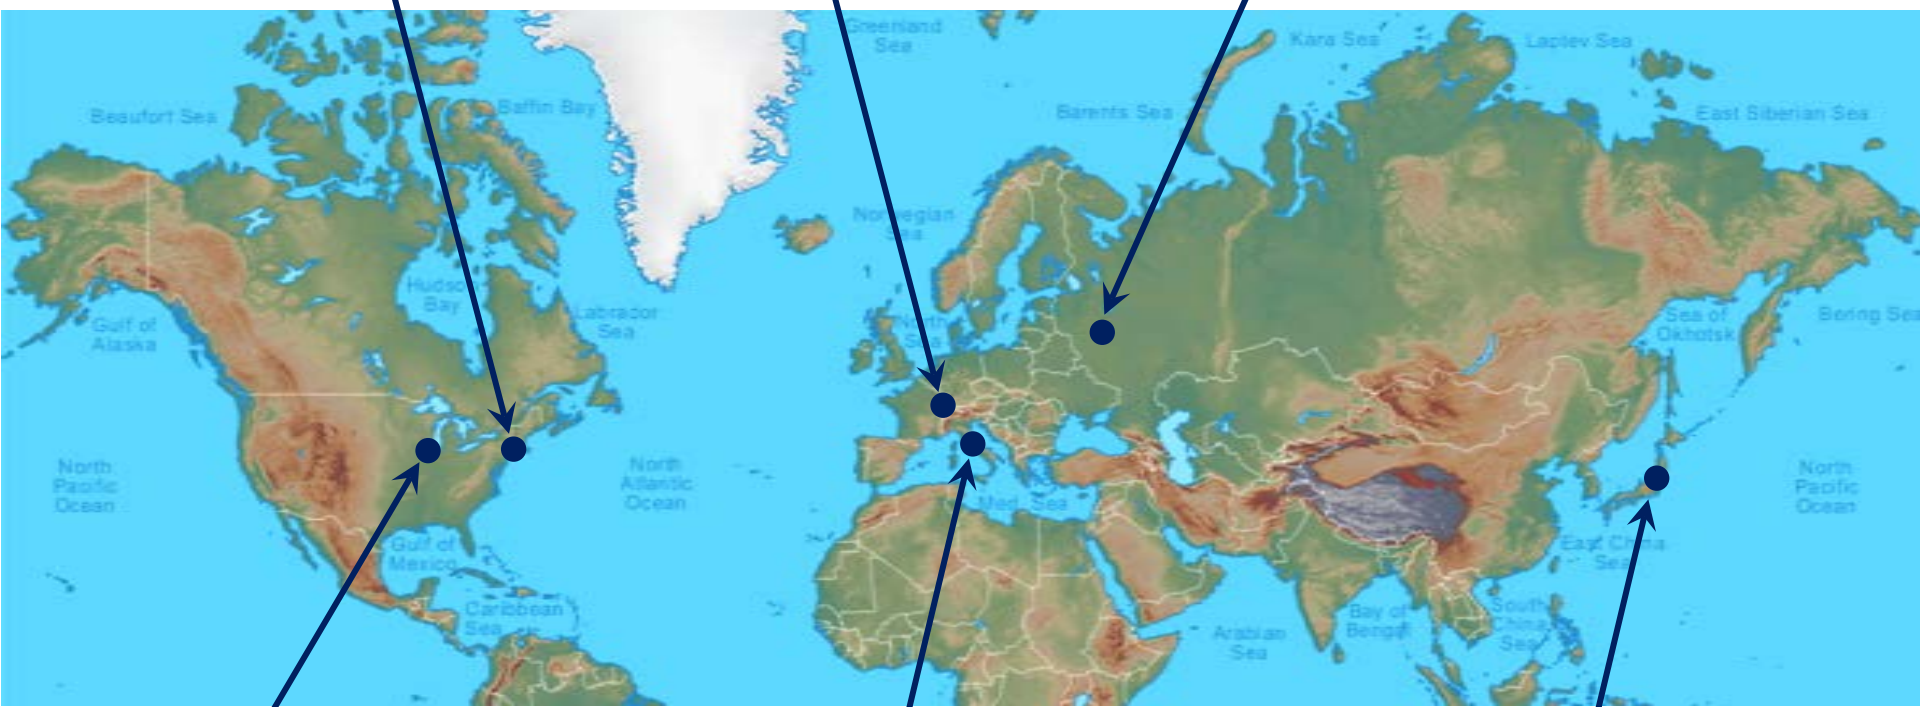 Greenland
Sea
Kara Sea
Laptev Sea
Beaufort Sea
Baffin Bay
Barents Sea
East Siberian Sea
Norwegian
Sea
Hudson
Bay
Labrador
Sea
Gulf of
Alaska
North
Sea
Sea of
Okhotsk
Bering Sea
North
Pacific
Ocean
North
Atlantic
Ocean
Med. Sea
North
Pacific
Ocean
Gulf of
Mexico
East China
Sea
Caribbean
Sea
Arabian
Sea
Bay of
Bengal
South
China
Sea